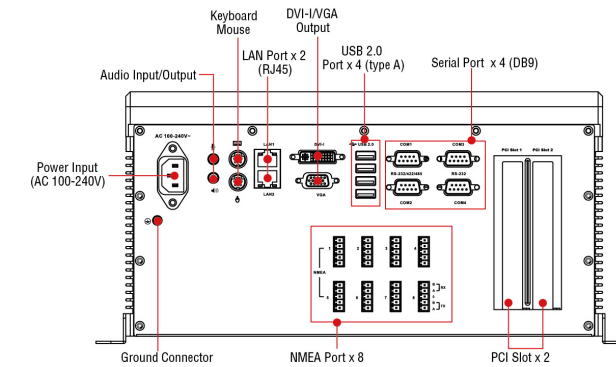 Keyboard
Mouse
DVI-I/VGA
Output
LAN Port x 2
(RJ45)
USB 2.0
Port x 4 (type A)
Serial Port x 4 (DB9)
Audio Input/Output
Power Input
(AC 100-240V)
AC 100-240V~
LAN1
LAN2
DVI-I
VGA
USB 2.0
COM1
COM3
RS-232/422/485
RS-232
COM2
COM4
PCI Slot 1
PCI Slot 2
1
2
3
4
NMEA
5
6
7
8
RX
TX
Ground Connector
NMEA Port x 8
PCI Slot x 2